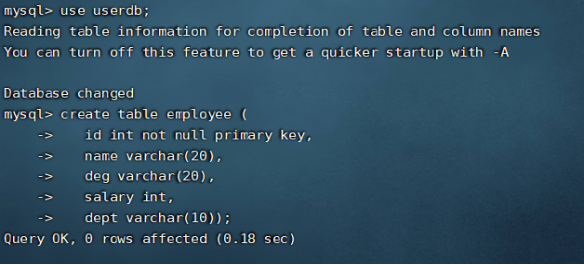 mysql> use userdb;
Reading table information for completion of table and column names
You can turn off this feature to get a quicker startup with -A

Database changed
mysql> create table employee (
    ->    id int not null primary key,
    ->    name varchar(20),
    ->    deg varchar(20),
    ->    salary int,
    ->    dept varchar(10));
Query OK, 0 rows affected (0.18 sec)